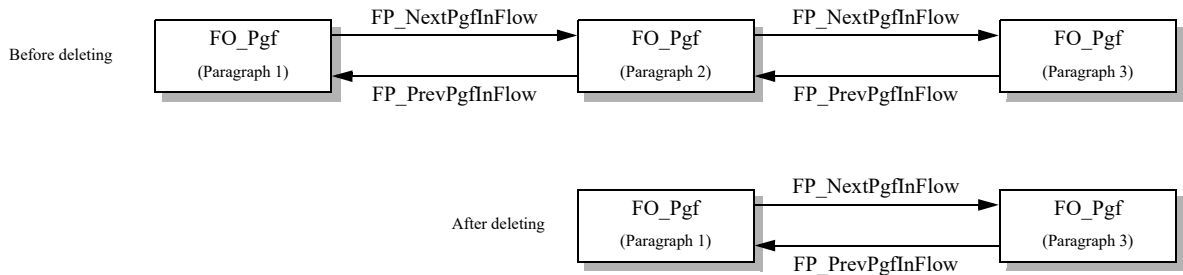 FP_NextPgfInFlow
FP_NextPgfInFlow
FO_Pgf
FO_Pgf
FO_Pgf
Before deleting
(Paragraph 1)
(Paragraph 2)
(Paragraph 3)
FP_PrevPgfInFlow
FP_PrevPgfInFlow
FP_NextPgfInFlow
FO_Pgf
FO_Pgf
After deleting
(Paragraph 1)
(Paragraph 3)
FP_PrevPgfInFlow